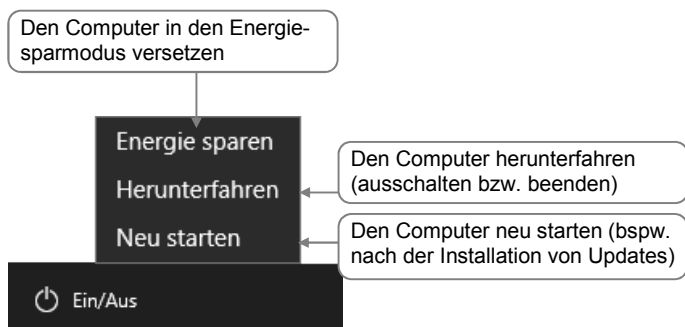 Den Computer in den Energie-
sparmodus versetzen
Energie sparen
Herunterfahren
Den Computer herunterfahren
(ausschalten bzw. beenden)
Neu starten
Den Computer neu starten (bspw.
nach der Installation von Updates)
Ein/Aus